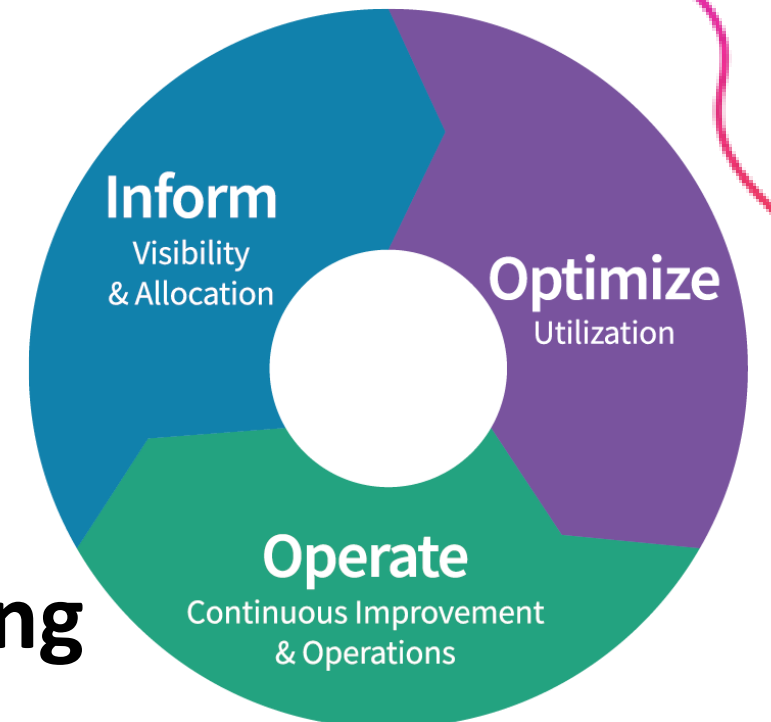 Inform
Visibility
& Allocation
Optimize
Utilization
Operate
Continuous Improvement
& Operations
ng